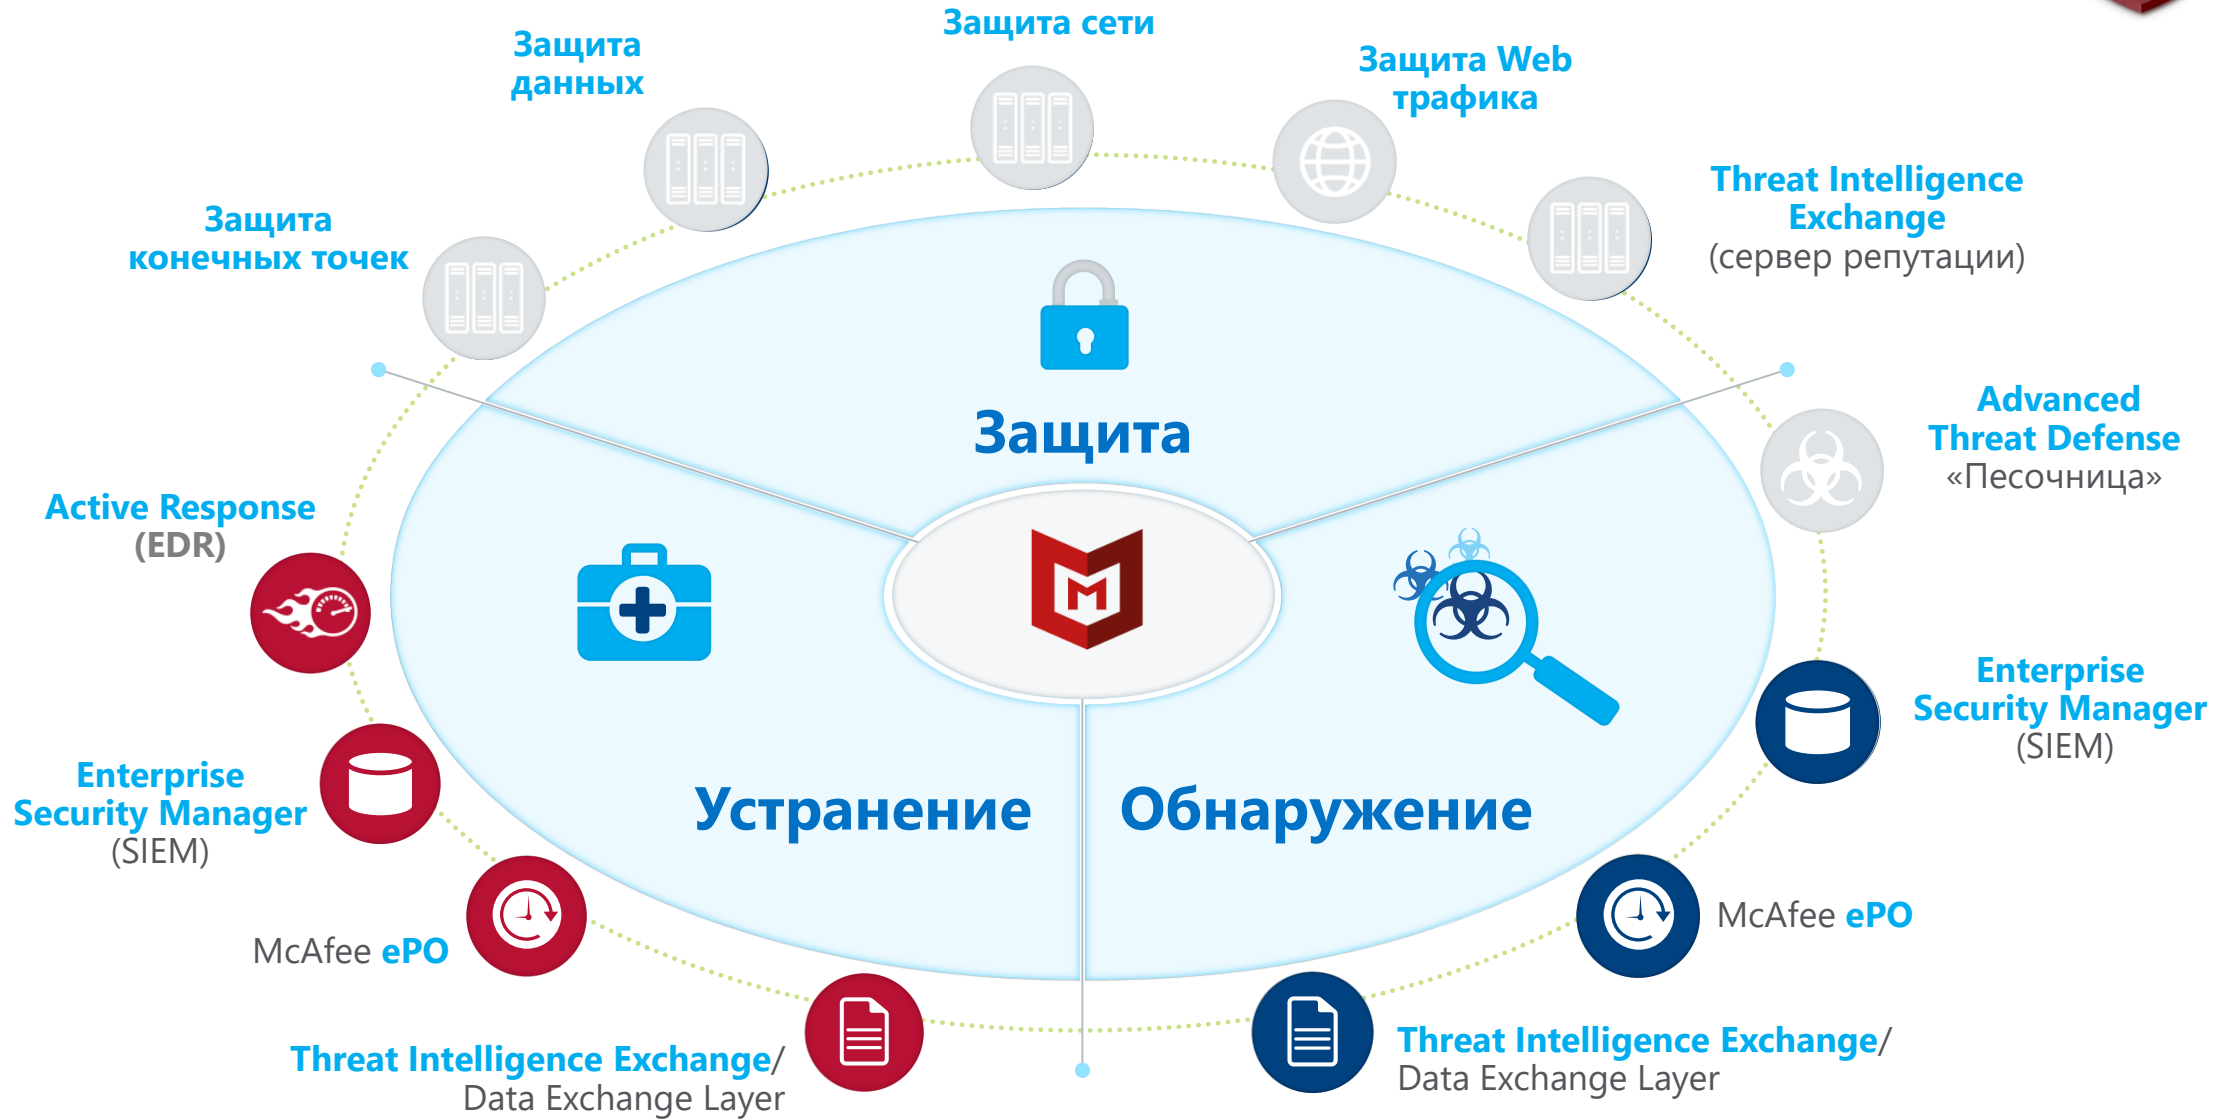 Защита сети
Защита
данных
Защита Web
трафика
Защита
конечных точек
Threat Intelligence
Exchange
(сервер репутации)
Защита
Advanced
Threat Defense
«Песочница»
Active Response
(EDR)
M
Enterprise
Security Manager
(SIEM)
Enterprise
Security Manager
(SIEM)
Устранение
Обнаружение
McAfee ePO
McAfee ePO
Threat Intelligence Exchange/
Data Exchange Layer
Threat Intelligence Exchange/
Data Exchange Layer